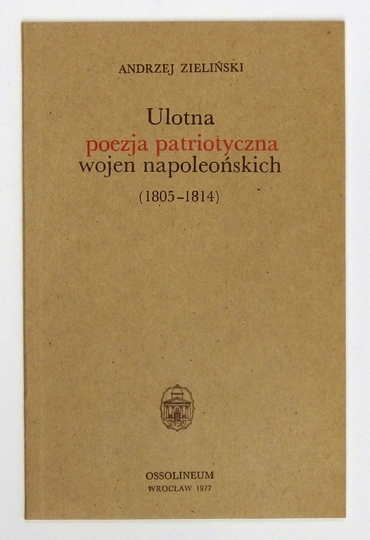 ANDRZEJ ZIELIŃSKI
Ulotna
poezja patriotyczna
wojen napoleońskich
(1805-1814)
OSSOLINEUM
WROCŁAW 1977